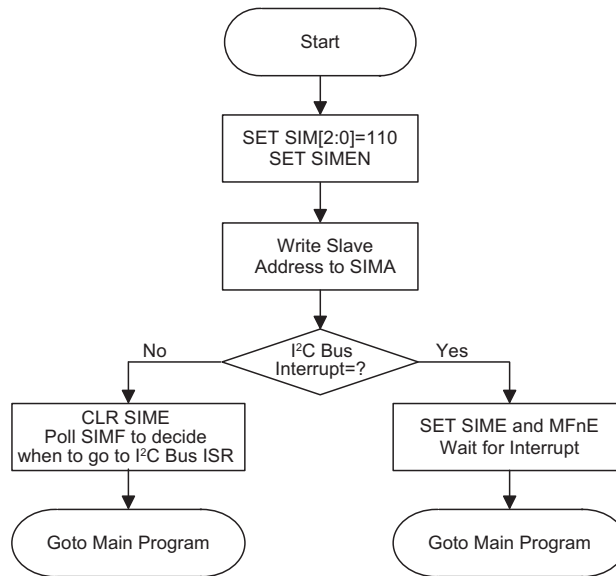 Start
SET SIM[2:0]=110
SET SIMEN
Write Slave
Address to SIMA
I²C Bus
Interrupt=?
No
Yes
CLR SIME
Poll SIMF to decide
when to go to I²C Bus ISR
SET SIME and MFnE
Wait for Interrupt
Goto Main Program
Goto Main Program